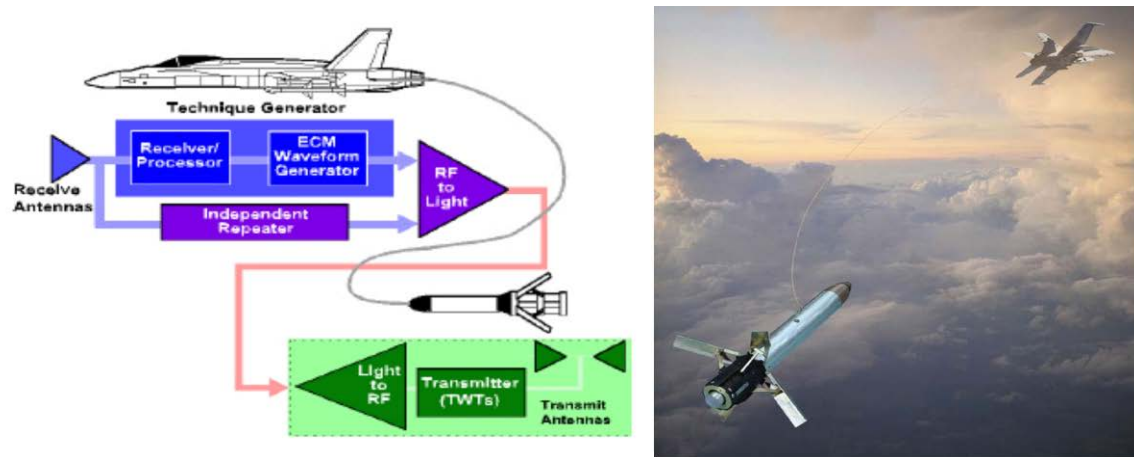 Technique Generator
Receiver/
Processor
ECM
Waveform
Generator
RF
to
Light
Receive
Antennas
Independent
Repeater
Light
to
RF
Transmitter
(TWTs)
Transmit
Antennas